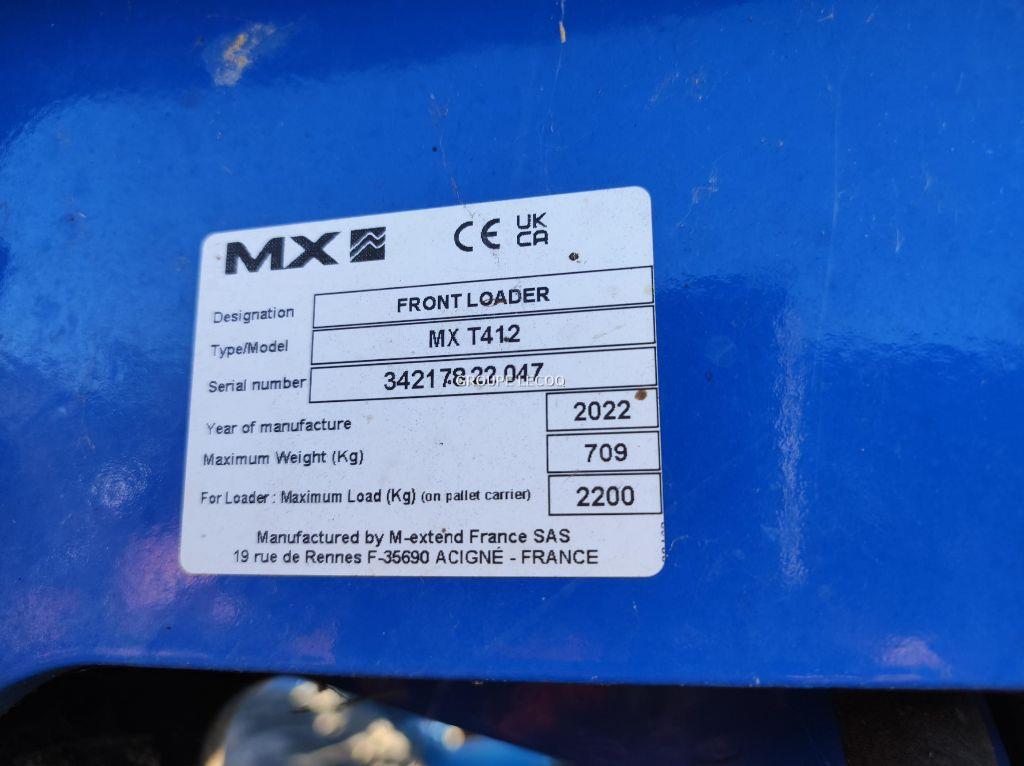 MX CE UK CA
Designation FRONT LOADER
Type/Model MX T412
Serial number 34217822 047
GROUPE LECOQ
Year of manufacture 2022
Maximum Weight (Kg) 709
For Loader : Maximum Load (Kg) (on pallet carrier) 2200
Manufactured by M-extend France SAS
19 rue de Rennes F-35690 ACIGNÉ - FRANCE